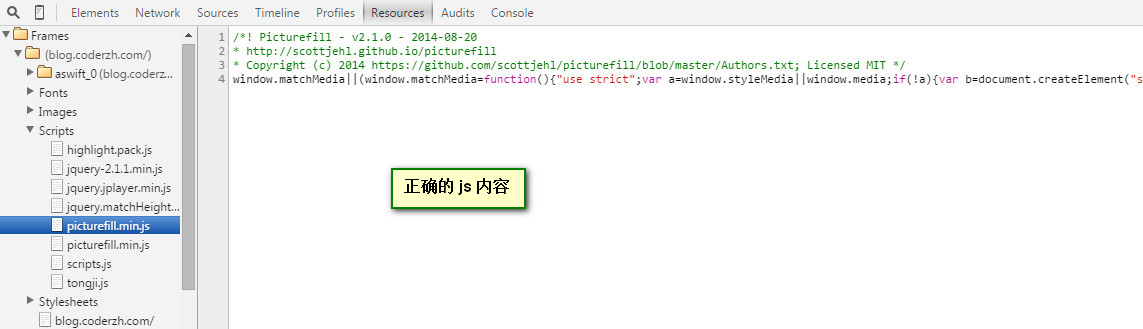 Elements Network Sources Timeline Profiles Resources Audits Console
Frames
(blog.coderzh.com/)
aswift_0 (blog.coderz...
Fonts
Images
Scripts
highlight.pack.js
jquery-2.1.1.min.js
jquery.jplayer.min.js
jquery.matchHeight...
picturefill.min.js
picturefill.min.js
scripts.js
tongji.js
Stylesheets
blog.coderzh.com/
1 /*! Picturefill - v2.1.0 - 2014-08-20
2 * http://scottjehl.github.io/picturefill
3 * Copyright (c) 2014 https://github.com/scottjehl/picturefill/blob/master/Authors.txt; Licensed MIT */
4 window.matchMedia||(window.matchMedia=function(){"use strict";var a=window.styleMedia||window.media;if(!a){var b=document.createElement("s
正确的 js 内容